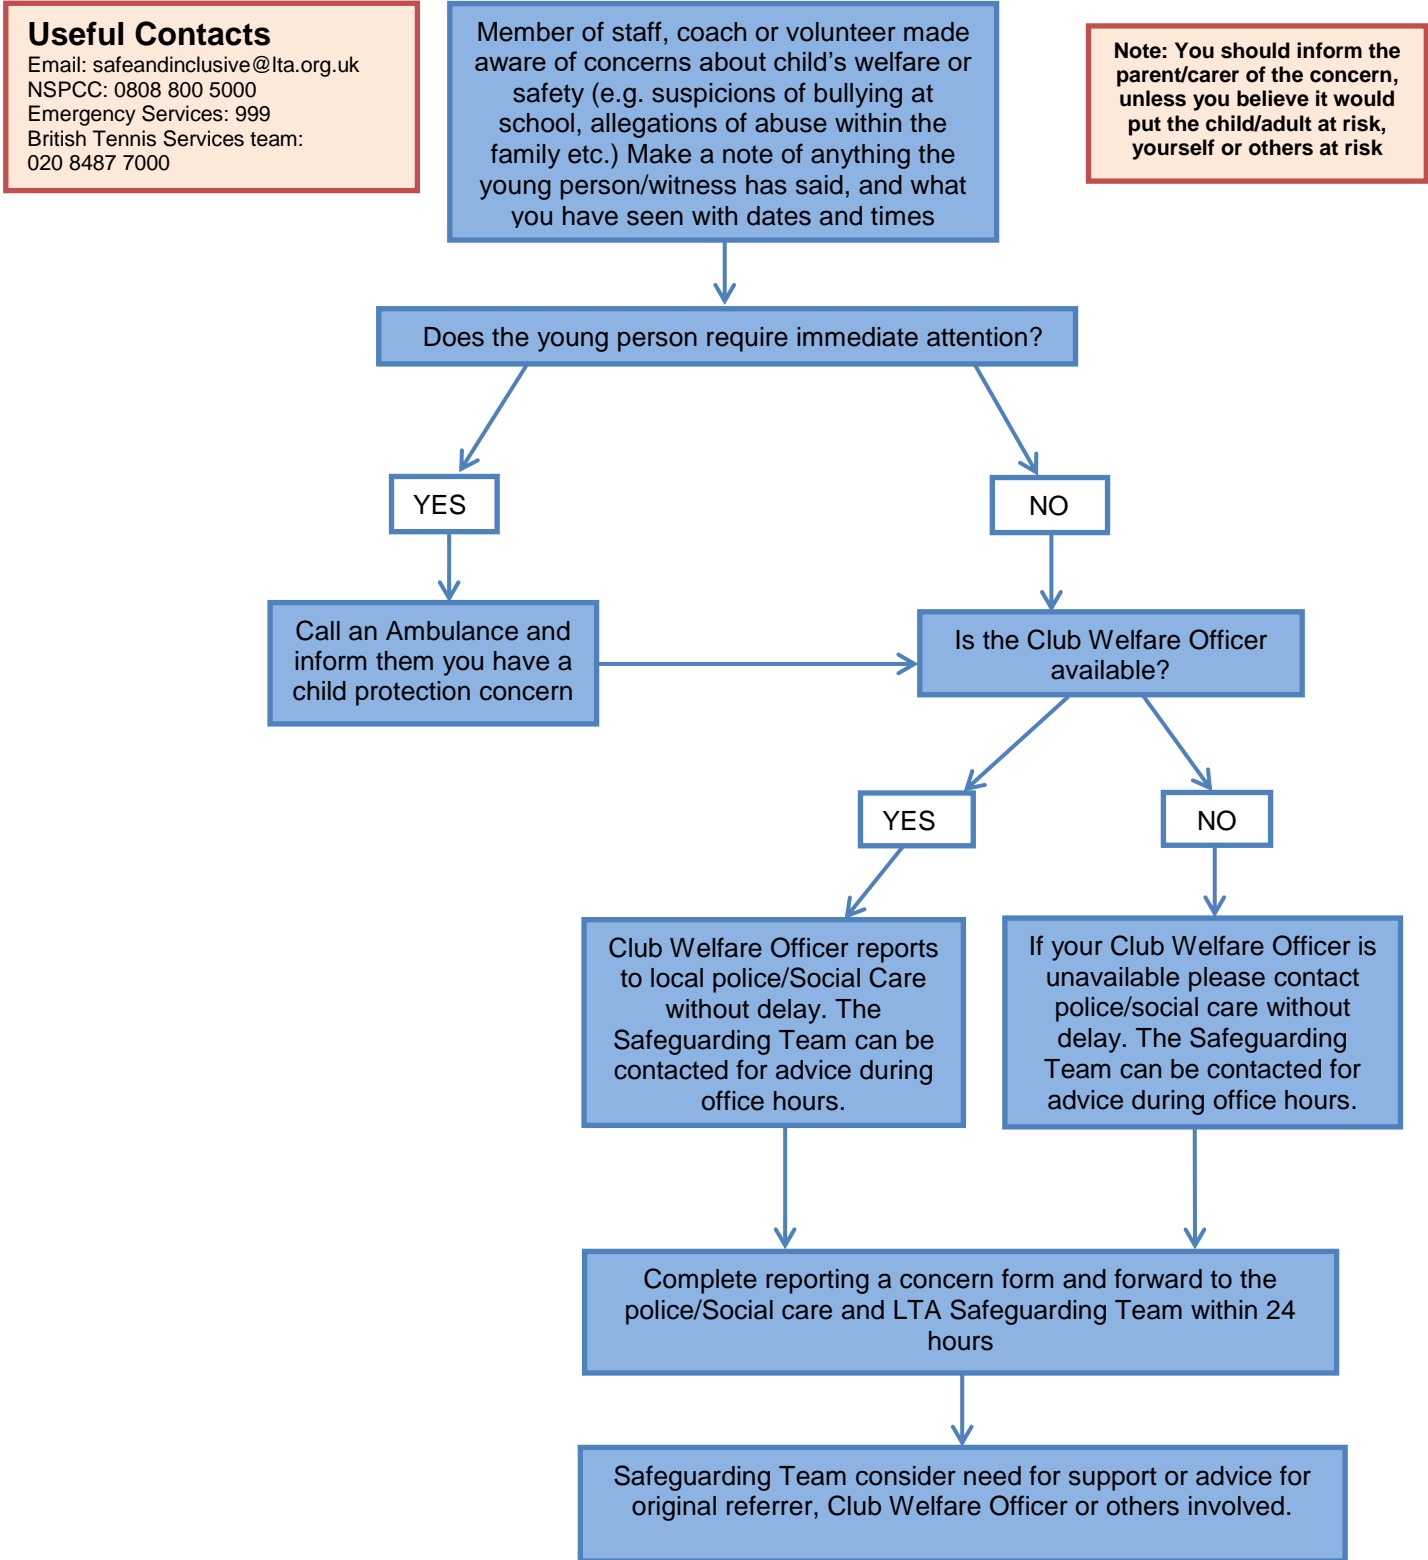 Useful Contacts
Email: safeandinclusive@lta.org.uk
NSPCC: 0808 800 5000
Emergency Services: 999
British Tennis Services team:
020 8487 7000
Member of staff, coach or volunteer made
aware of concerns about child's welfare or
safety (e.g. suspicions of bullying at
school, allegations of abuse within the
family etc.) Make a note of anything the
young person/witness has said, and what
you have seen with dates and times
Note: You should inform the
parent/carer of the concern,
unless you believe it would
put the child/adult at risk,
yourself or others at risk
Does the young person require immediate attention?
YES
NO
Call an Ambulance and
inform them you have a
child protection concern
Is the Club Welfare Officer
available?
YES
NO
Club Welfare Officer reports
to local police/Social Care
without delay. The
Safeguarding Team can be
contacted for advice during
office hours.
If your Club Welfare Officer is
unavailable please contact
police/social care without
delay. The Safeguarding
Team can be contacted for
advice during office hours.
Complete reporting a concern form and forward to the
police/Social care and LTA Safeguarding Team within 24
hours
Safeguarding Team consider need for support or advice for
original referrer, Club Welfare Officer or others involved.